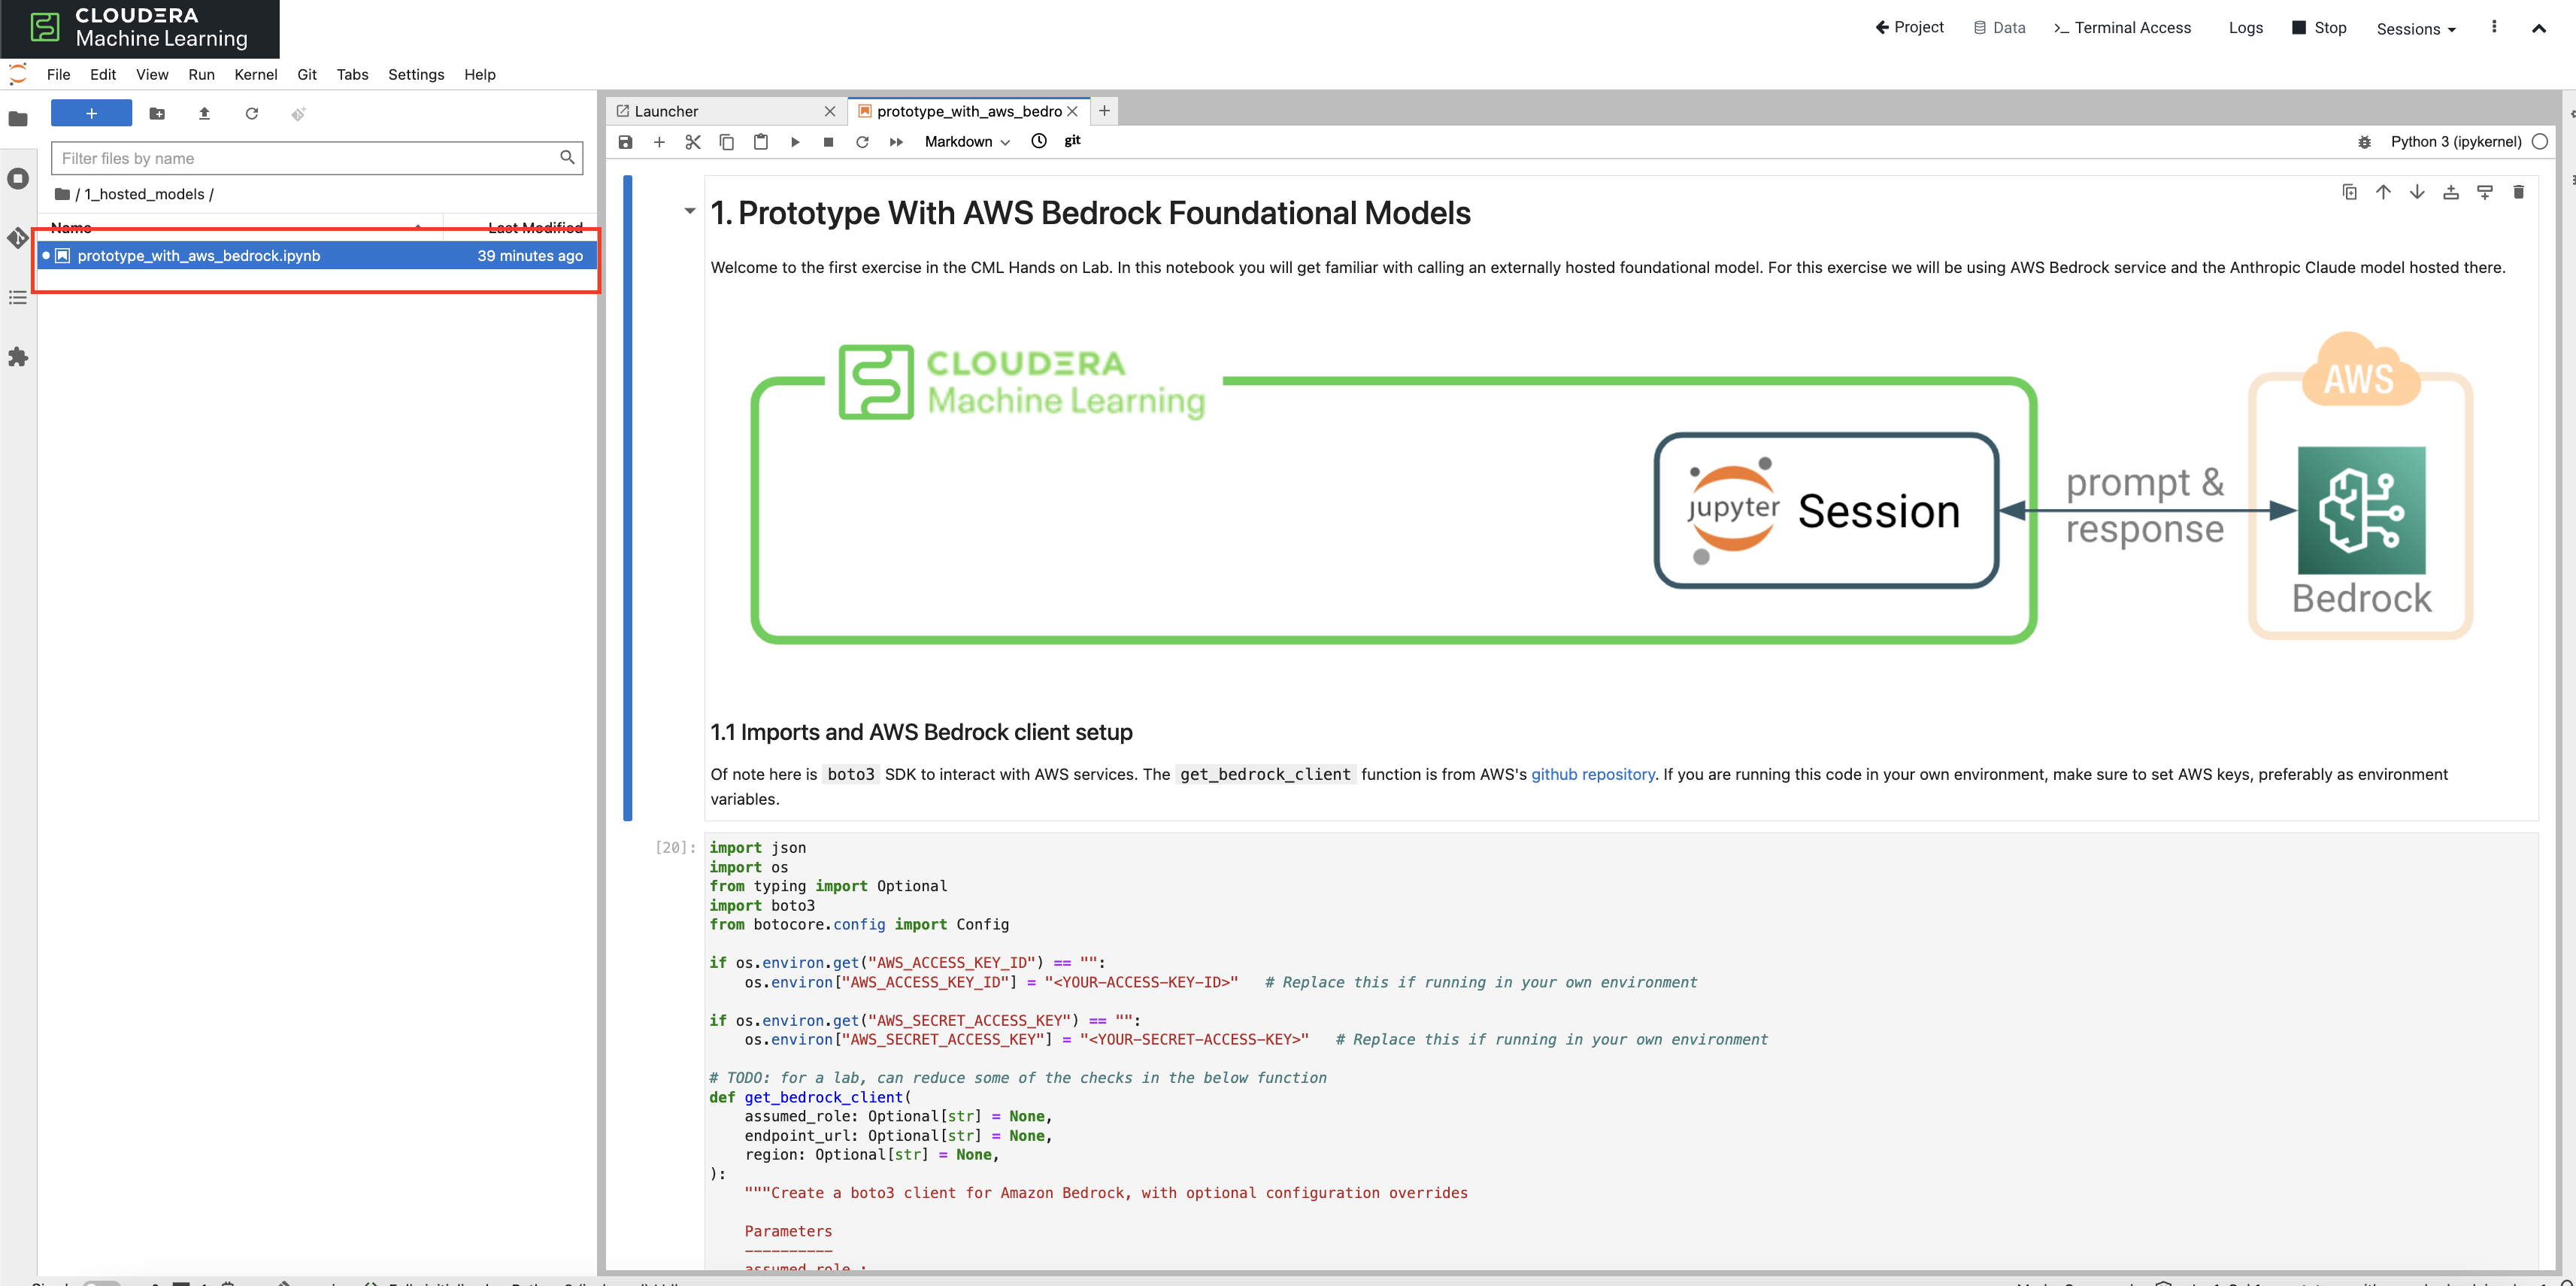 CLOUDERA
Machine Learning
Project Data Terminal Access Logs Stop Sessions
File Edit View Run Kernel Git Tabs Settings Help
Filter files by name
/ 1_hosted_models /
Name Last Modified
prototype_with_aws_bedrock.ipynb 39 minutes ago
Launcher prototype_with_aws_bedro
Markdown git Python 3 (ipykernel)
1. Prototype With AWS Bedrock Foundational Models
Welcome to the first exercise in the CML Hands on Lab. In this notebook you will get familiar with calling an externally hosted foundational model. For this exercise we will be using AWS Bedrock service and the Anthropic Claude model hosted there.
CLOUDERA
Machine Learning
AWS
jupyter Session
prompt &
response
Bedrock
1.1 Imports and AWS Bedrock client setup
Of note here is boto3 SDK to interact with AWS services. The get_bedrock_client function is from AWS's github repository. If you are running this code in your own environment, make sure to set AWS keys, preferably as environment
variables.
[20]: import json
import os
from typing import Optional
import boto3
from botocore.config import Config
if os.environ.get("AWS_ACCESS_KEY_ID") == "":
os.environ["AWS_ACCESS_KEY_ID"] = "<YOUR-ACCESS-KEY-ID>" # Replace this if running in your own environment
if os.environ.get("AWS_SECRET_ACCESS_KEY") == "":
os.environ["AWS_SECRET_ACCESS_KEY"] = "<YOUR-SECRET-ACCESS-KEY>" # Replace this if running in your own environment
# TODO: for a lab, can reduce some of the checks in the below function
def get_bedrock_client(
assumed_role: Optional[str] = None,
endpoint_url: Optional[str] = None,
region: Optional[str] = None,
):
"""Create a boto3 client for Amazon Bedrock, with optional configuration overrides
Parameters
----------
assumed_role :